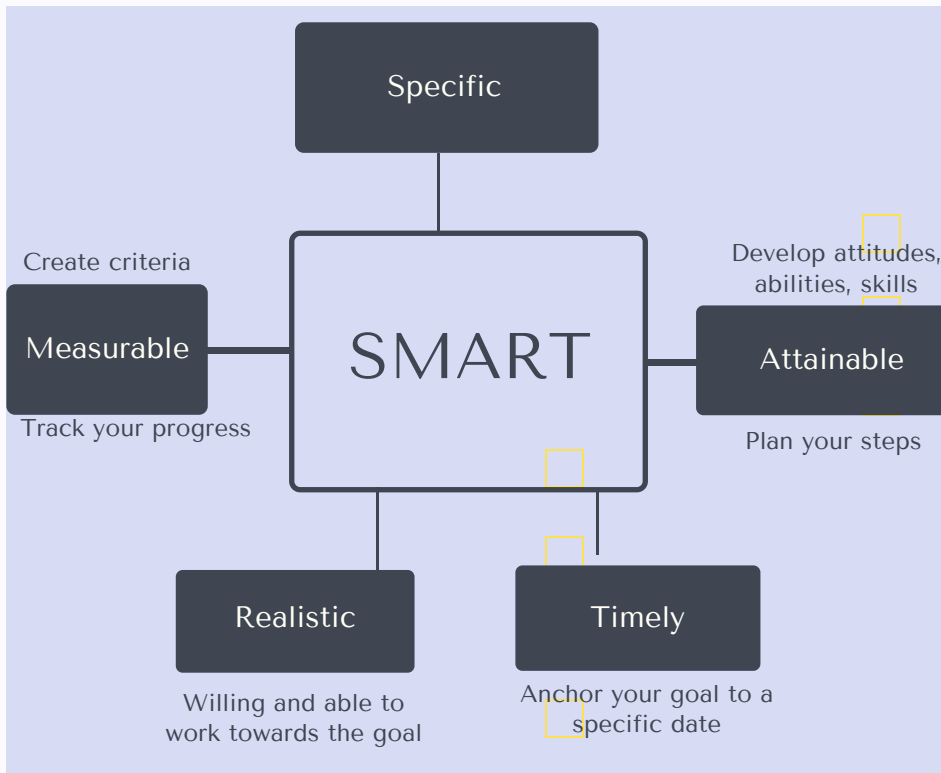 Specific
Create criteria
Measurable
Track your progress
SMART
Develop attitudes,
abilities, skills
Attainable
Plan your steps
Realistic
Willing and able to
work towards the goal
Timely
Anchor your goal to a
specific date